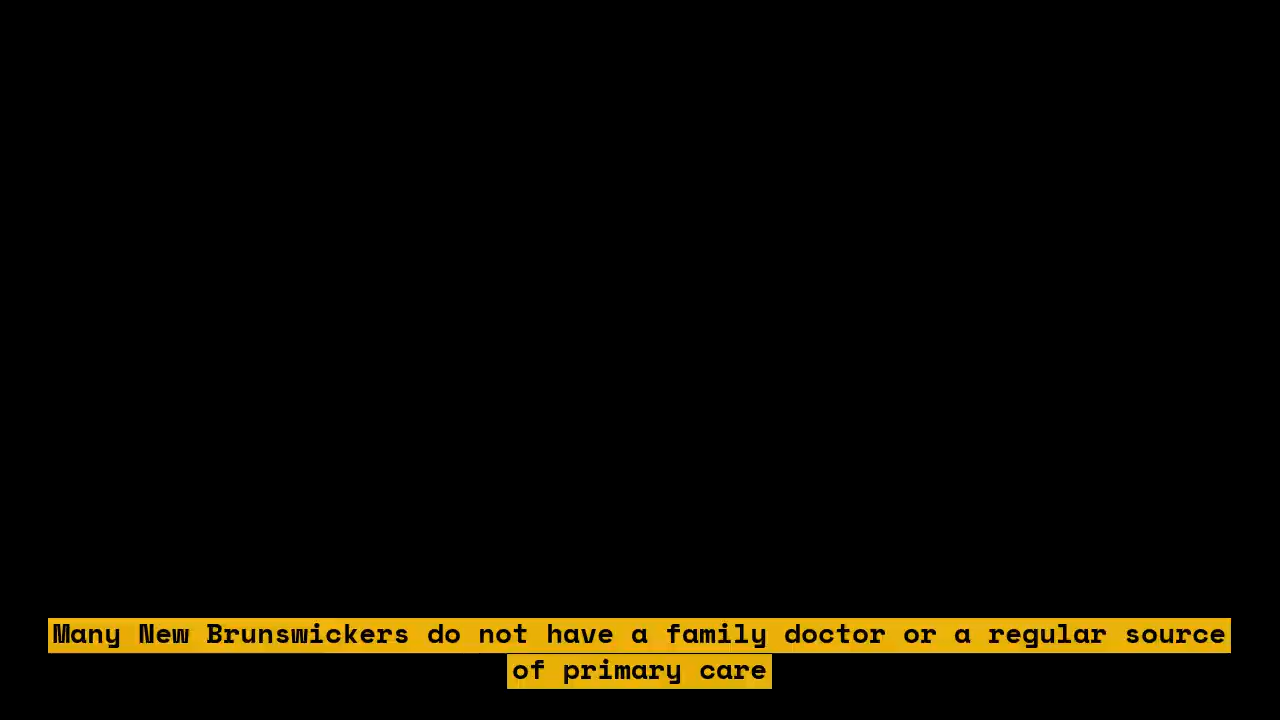 Many New Brunswickers do not have a family doctor or a regular source
of primary care